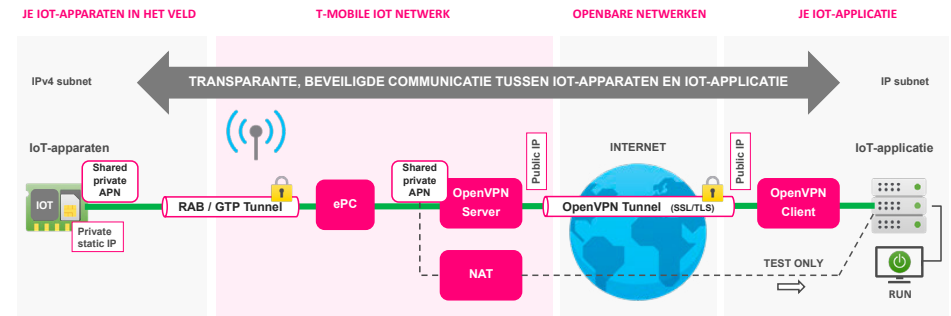 JE IOT-APPARATEN IN HET VELD
T-MOBILE IOT NETWERK
OPENBARE NETWERKEN
JE IOT-APPLICATIE
IPv4 subnet
TRANSPARANTE, BEVEILIGDE COMMUNICATIE TUSSEN IOT-APPARATEN EN IOT-APPLICATIE
IP subnet
IoT-apparaten
Shared
private
APN
IOT
Private
static IP
RAB / GTP Tunnel
ePC
Shared
private
APN
OpenVPN
Server
Public IP
NAT
INTERNET
OpenVPN Tunnel (SSL/TLS)
Public IP
OpenVPN
Client
TEST ONLY
IoT-applicatie
RUN